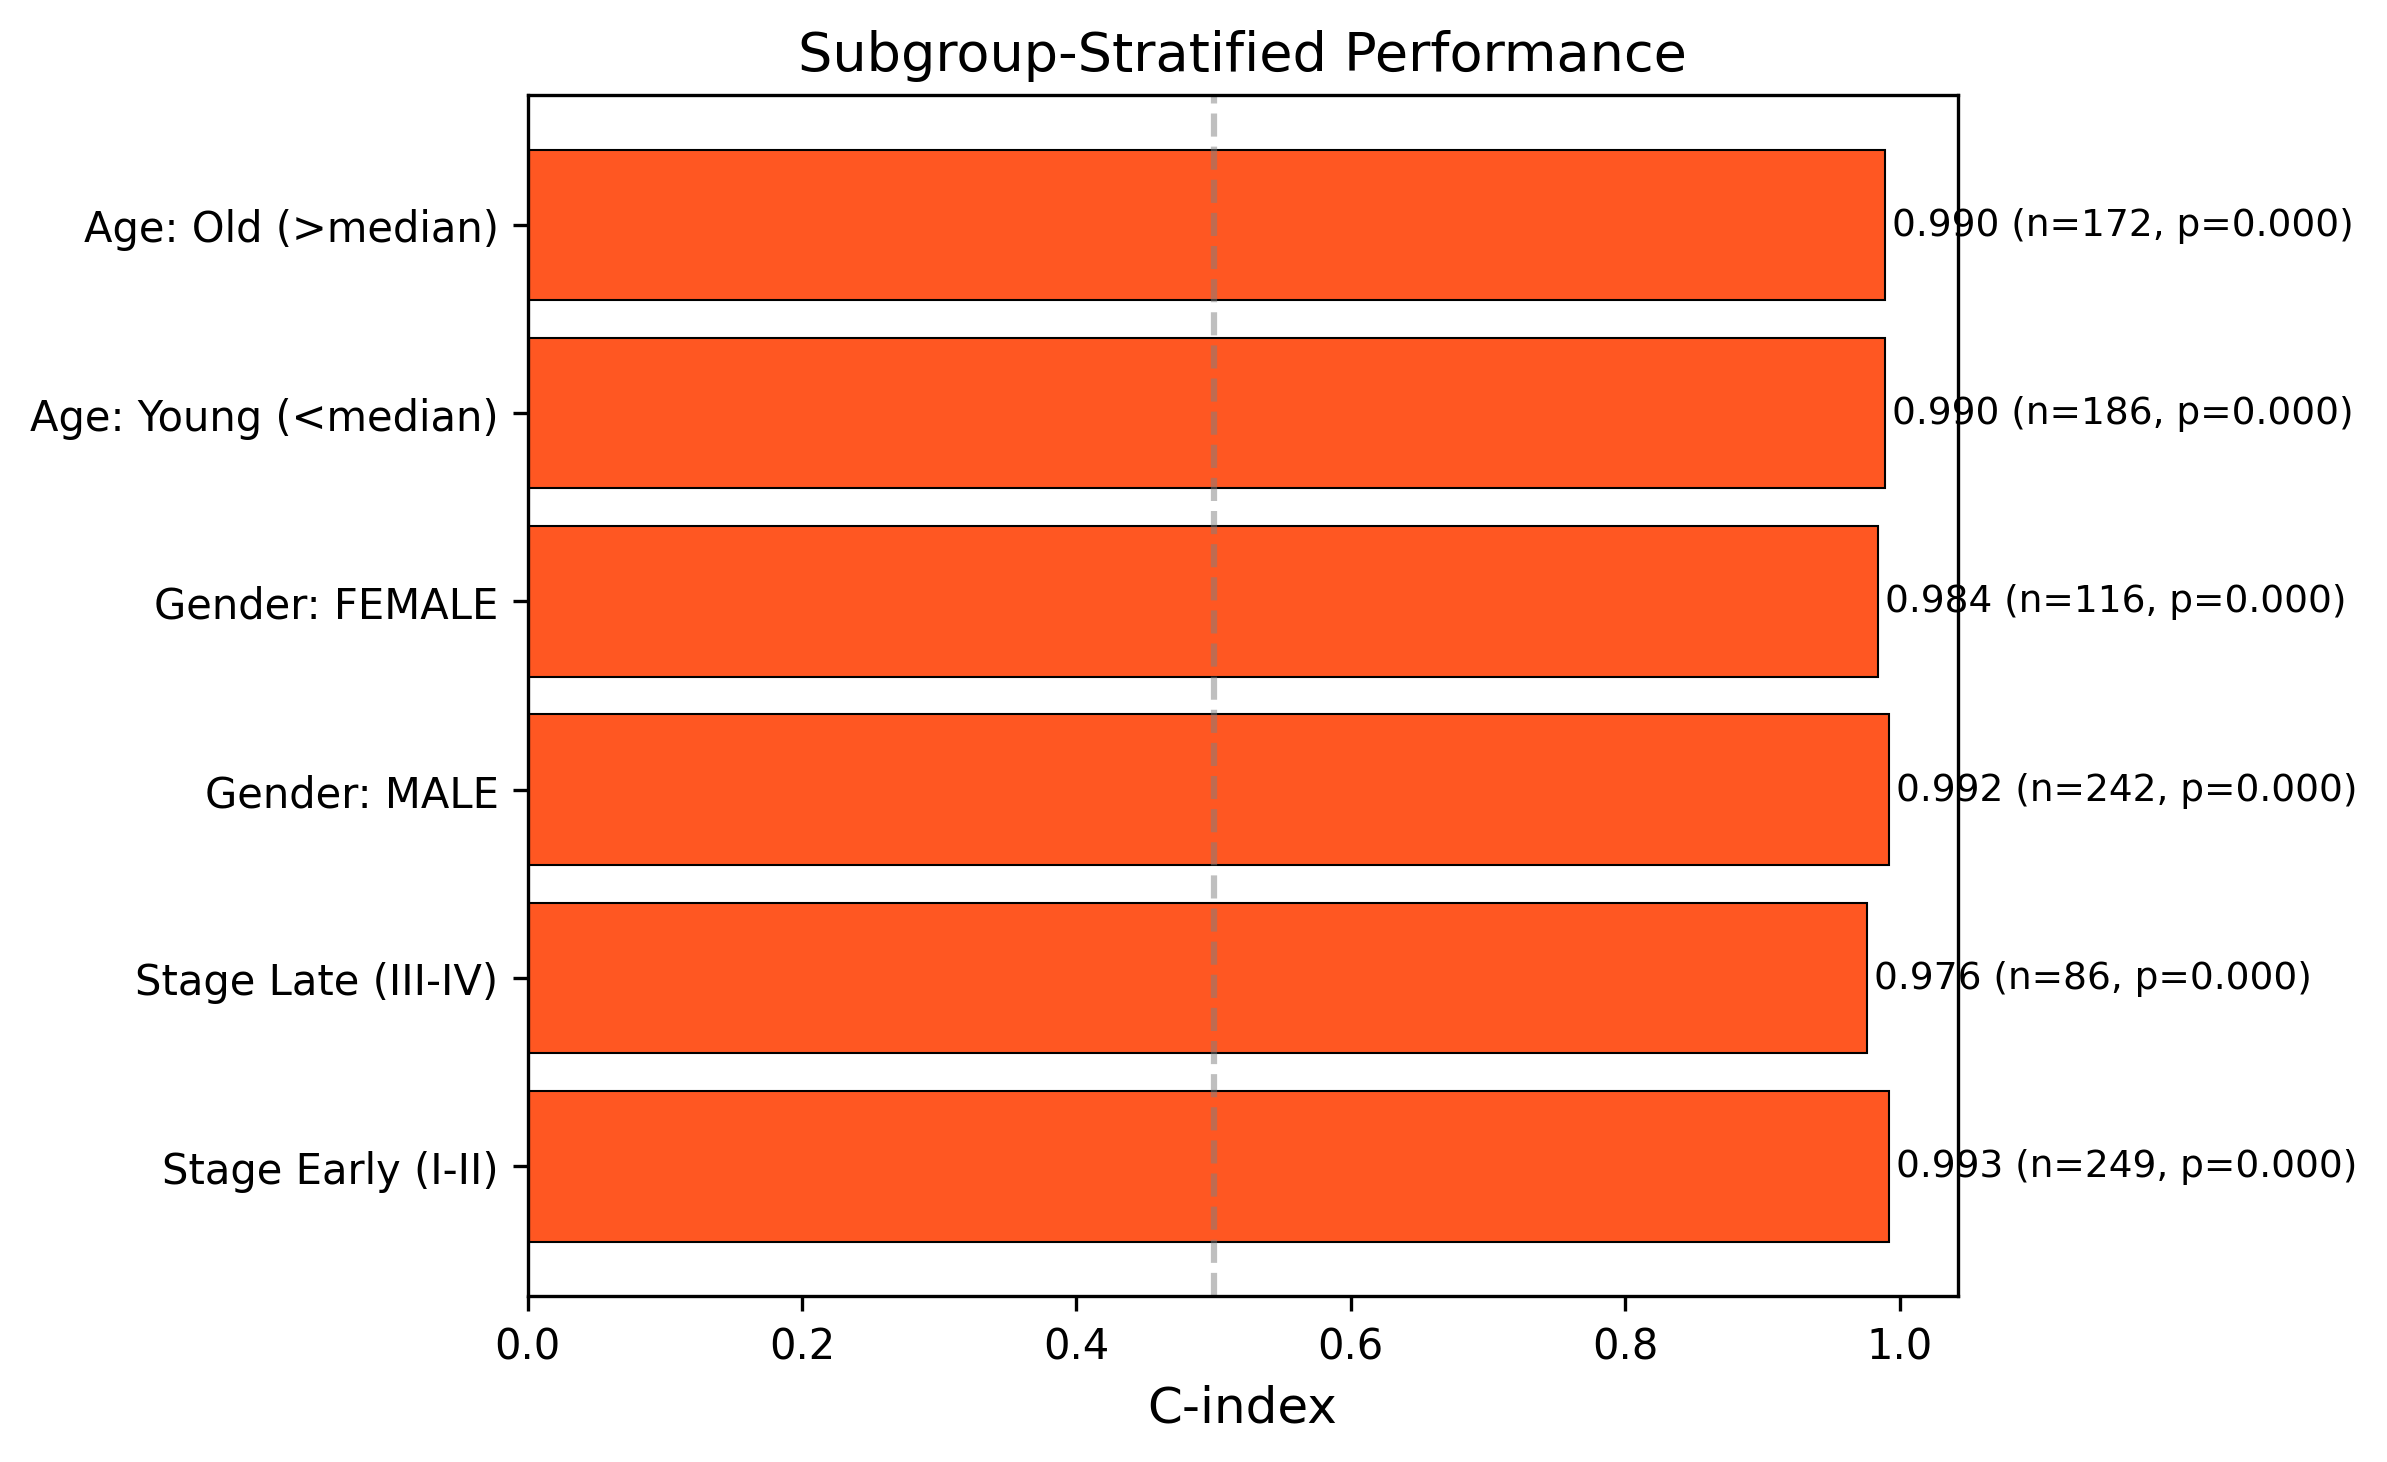 Subgroup-Stratified Performance
Age: Old (>median)
0.990 (n=172, p=0.000)
Age: Young (<median)
0.990 (n=186, p=0.000)
Gender: FEMALE
0.984 (n=116, p=0.000)
Gender: MALE
0.992 (n=242, p=0.000)
Stage Late (III-IV)
0.976 (n=86, p=0.000)
Stage Early (I-II)
0.993 (n=249, p=0.000)
0.0 0.2 0.4 0.6 0.8 1.0
C-index